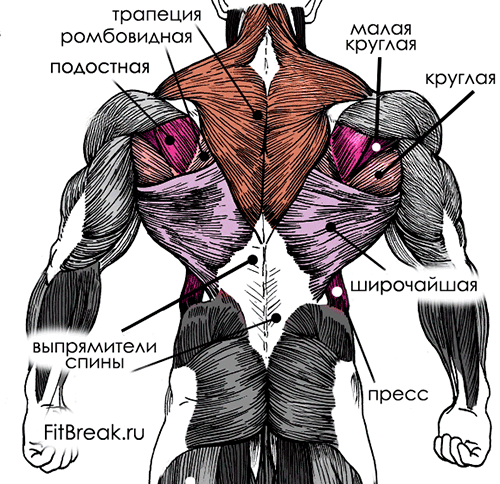 трапеция
ромбовидная
подостная
малая
круглая
круглая
широчайшая
выпрямители
спины
пресс
FitBreak.ru